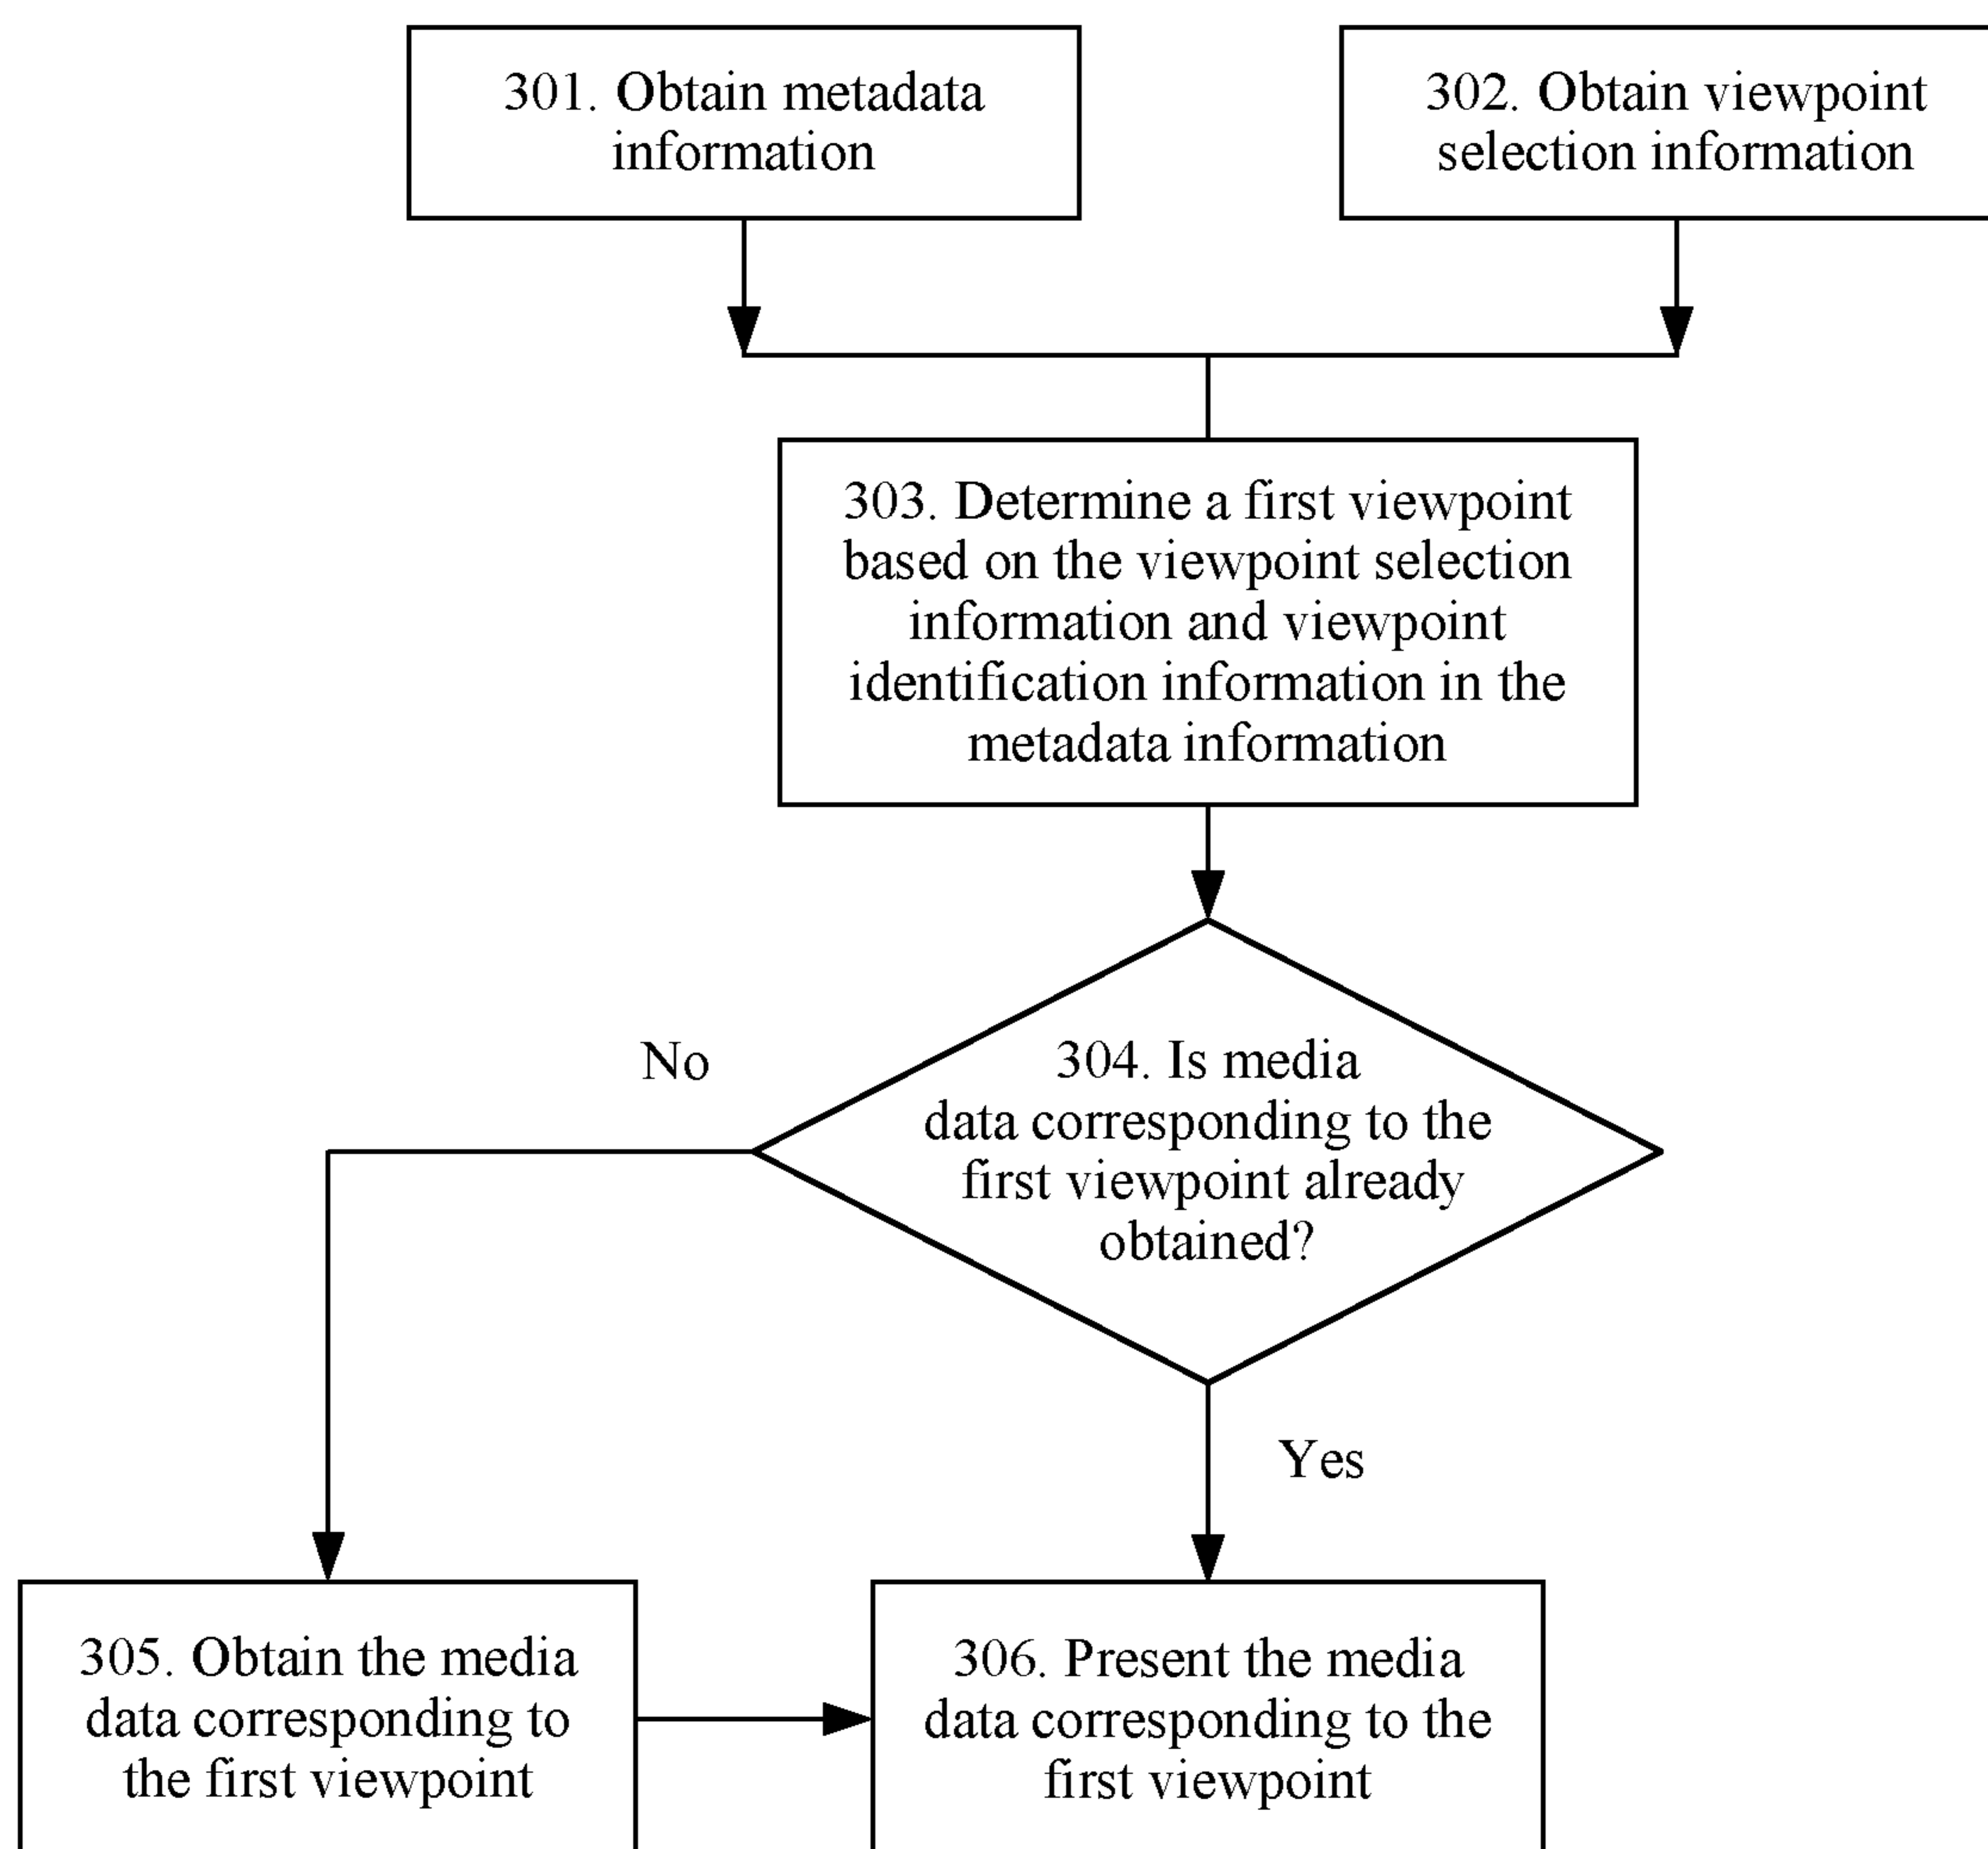 301. Obtain metadata
information
302. Obtain viewpoint
selection information
303. Determine a first viewpoint
based on the viewpoint selection
information and viewpoint
identification information in the
metadata information
304. Is media
data corresponding to the
first viewpoint already
obtained?
No
Yes
305. Obtain the media
data corresponding to
the first viewpoint
306. Present the media
data corresponding to the
first viewpoint